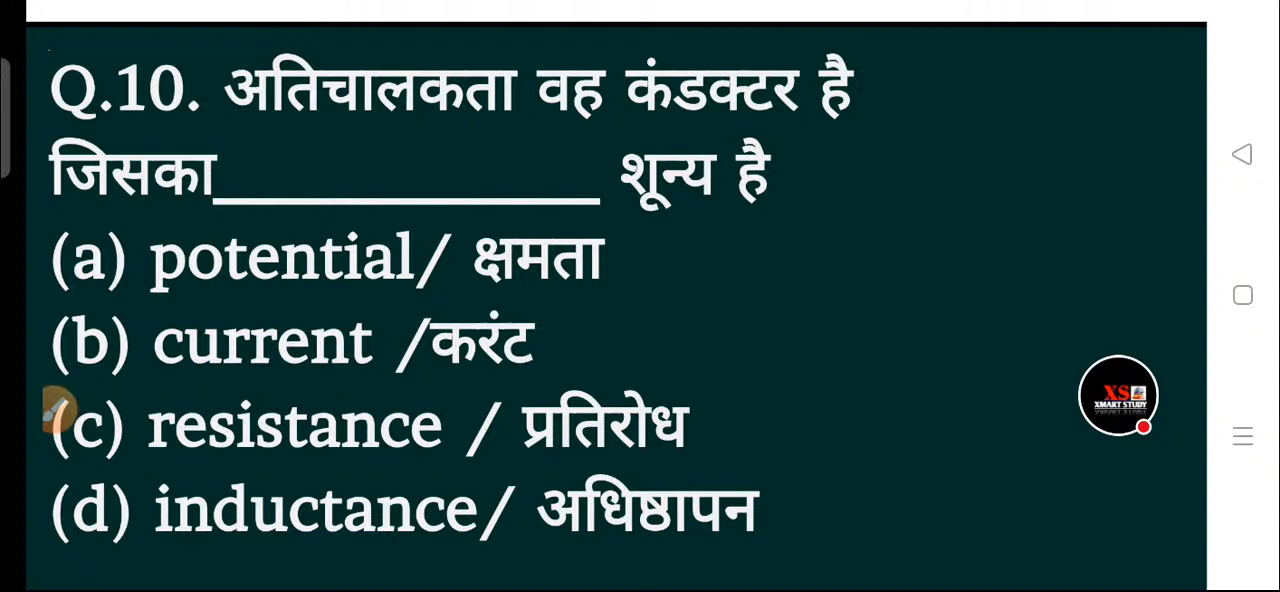 Q.10. अतिचालकता वह कंडक्टर है
जिसका____________ शून्य है
(a) potential/ क्षमता
(b) current /करंट
(c) resistance / प्रतिरोध
(d) inductance/ अधिष्ठापन
XS
XMART STUDY